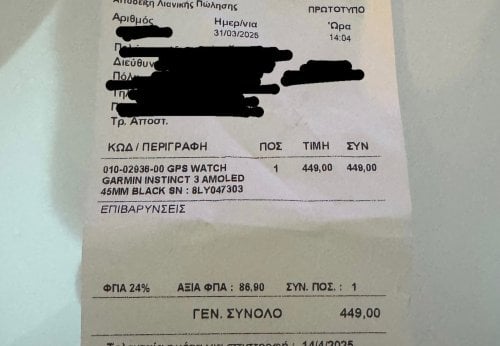 Απόδειξη Λιανικής Πώλησης
ΠΡΩΤΟΤΥΠΟ
Αριθμός Ημερ/νια Ώρα
31/03/2025 14:04
Διεύθυν
Τηλ
Τρ. Αποστ.
ΚΩΔ / ΠΕΡΙΓΡΑΦΗ ΠΟΣ ΤΙΜΗ ΣΥΝ
010-02936-00 GPS WATCH 1 449,00 449,00
GARMIN INSTINCT 3 AMOLED
45MM BLACK SN : 8LY047303
ΕΠΙΒΑΡΥΝΣΕΙΣ
ΦΠΑ 24% ΑΞΙΑ ΦΠΑ : 86,90 ΣΥΝ. ΠΟΣ. : 1
ΓΕΝ. ΣΥΝΟΛΟ 449,00
14/4/2025